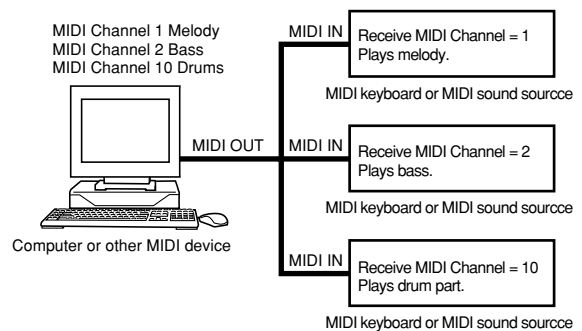 MIDI Channel 1 Melody
MIDI Channel 2 Bass
MIDI Channel 10 Drums
MIDI OUT
Computer or other MIDI device
MIDI IN
Receive MIDI Channel = 1
Plays melody.
MIDI keyboard or MIDI sound sourcce
MIDI IN
Receive MIDI Channel = 2
Plays bass.
MIDI keyboard or MIDI sound sourcce
MIDI IN
Receive MIDI Channel = 10
Plays drum part.
MIDI keyboard or MIDI sound sourcce